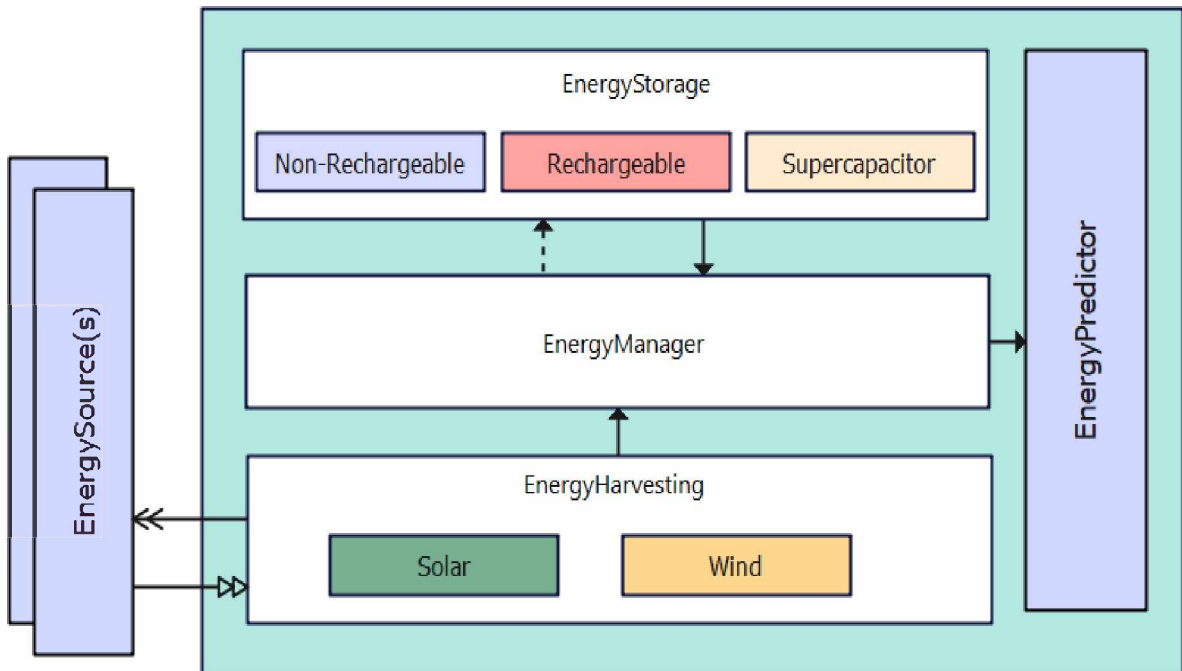 EnergyStorage
Non-Rechargeable
Rechargeable
Supercapacitor
EnergyManager
EnergyHarvesting
Solar
Wind
EnergySource(s)
EnergyPredictor